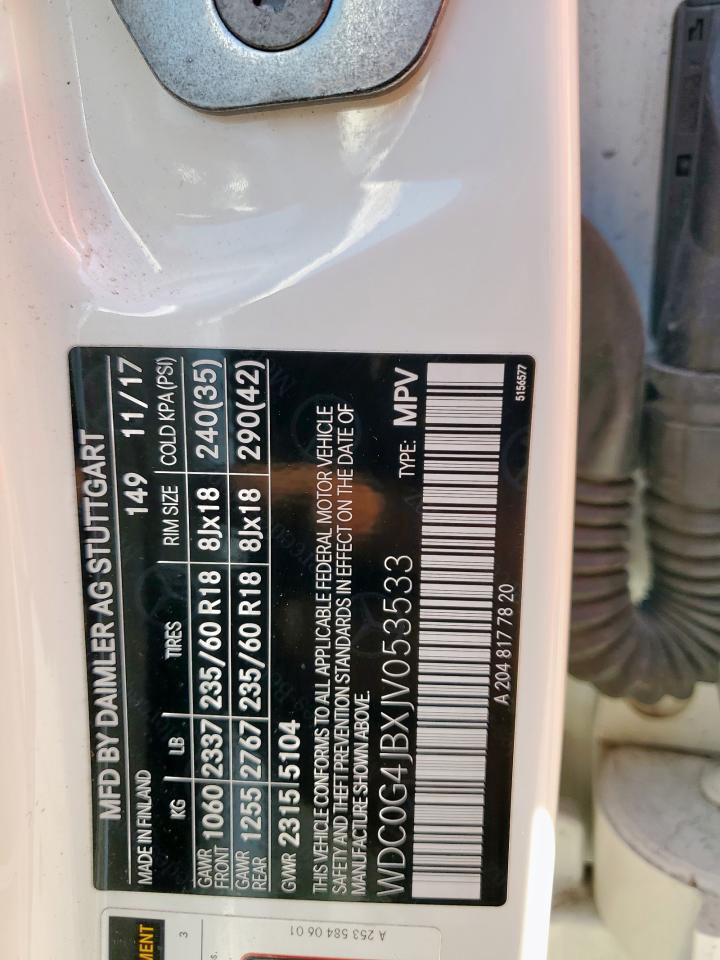 MFD BY DAIMLER AG STUTTGART
MADE IN FINLAND 149 11/17
KG LB TIRES RIM SIZE COLD KPA(PSI)
GAWR FRONT 1060 2337 235/60 R18 8Jx18 240(35)
GAWR REAR 1255 2767 235/60 R18 8Jx18 290(42)
GVWR 2315 5104
THIS VEHICLE CONFORMS TO ALL APPLICABLE FEDERAL MOTOR VEHICLE
SAFETY AND THEFT PREVENTION STANDARDS IN EFFECT ON THE DATE OF
MANUFACTURE SHOWN ABOVE.
WDC0G4JBXJV053533 TYPE: MPV
A 204 817 78 20 5156577
A 253 584 06 01
MENT
3
s.